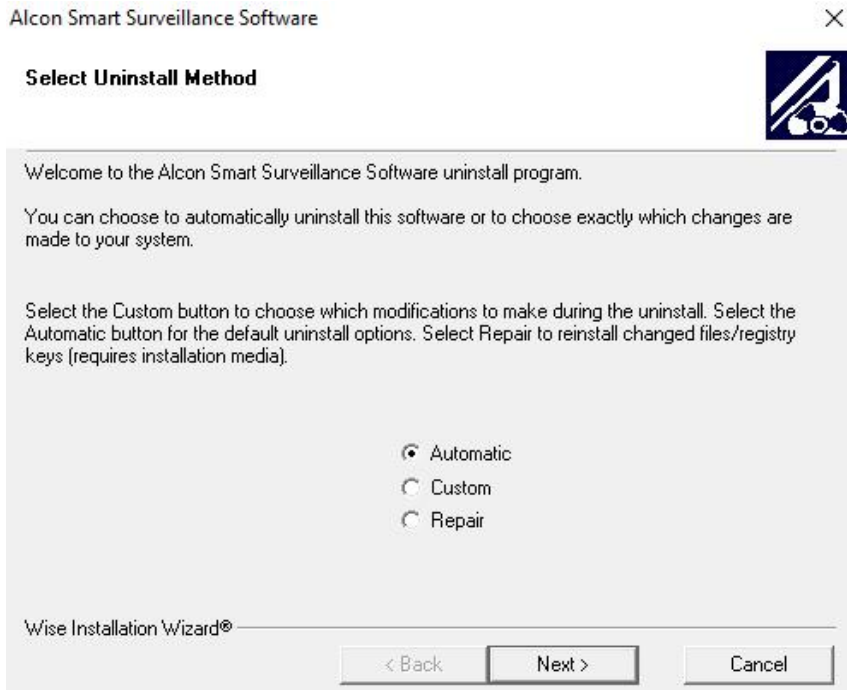 Alcon Smart Surveillance Software
Select Uninstall Method
Welcome to the Alcon Smart Surveillance Software uninstall program.
You can choose to automatically uninstall this software or to choose exactly which changes are
made to your system.
Select the Custom button to choose which modifications to make during the uninstall. Select the
Automatic button for the default uninstall options. Select Repair to reinstall changed files/registry
keys (requires installation media).
Automatic
Custom
Repair
Wise Installation Wizard®
< Back Next > Cancel